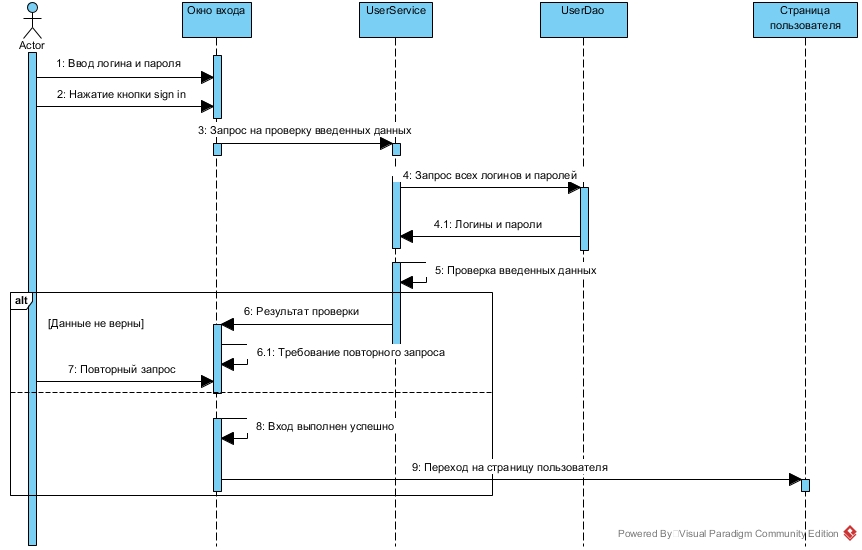 Actor
Окно входа
UserService
UserDao
Страница
пользователя
1: Ввод логина и пароля
2: Нажатие кнопки sign in
3: Запрос на проверку введенных данных
4: Запрос всех логинов и паролей
4.1: Логины и пароли
5: Проверка введенных данных
alt
6: Результат проверки
[Данные не верны]
6.1: Требование повторного запроса
7: Повторный запрос
8: Вход выполнен успешно
9: Переход на страницу пользователя
Powered By Visual Paradigm Community Edition